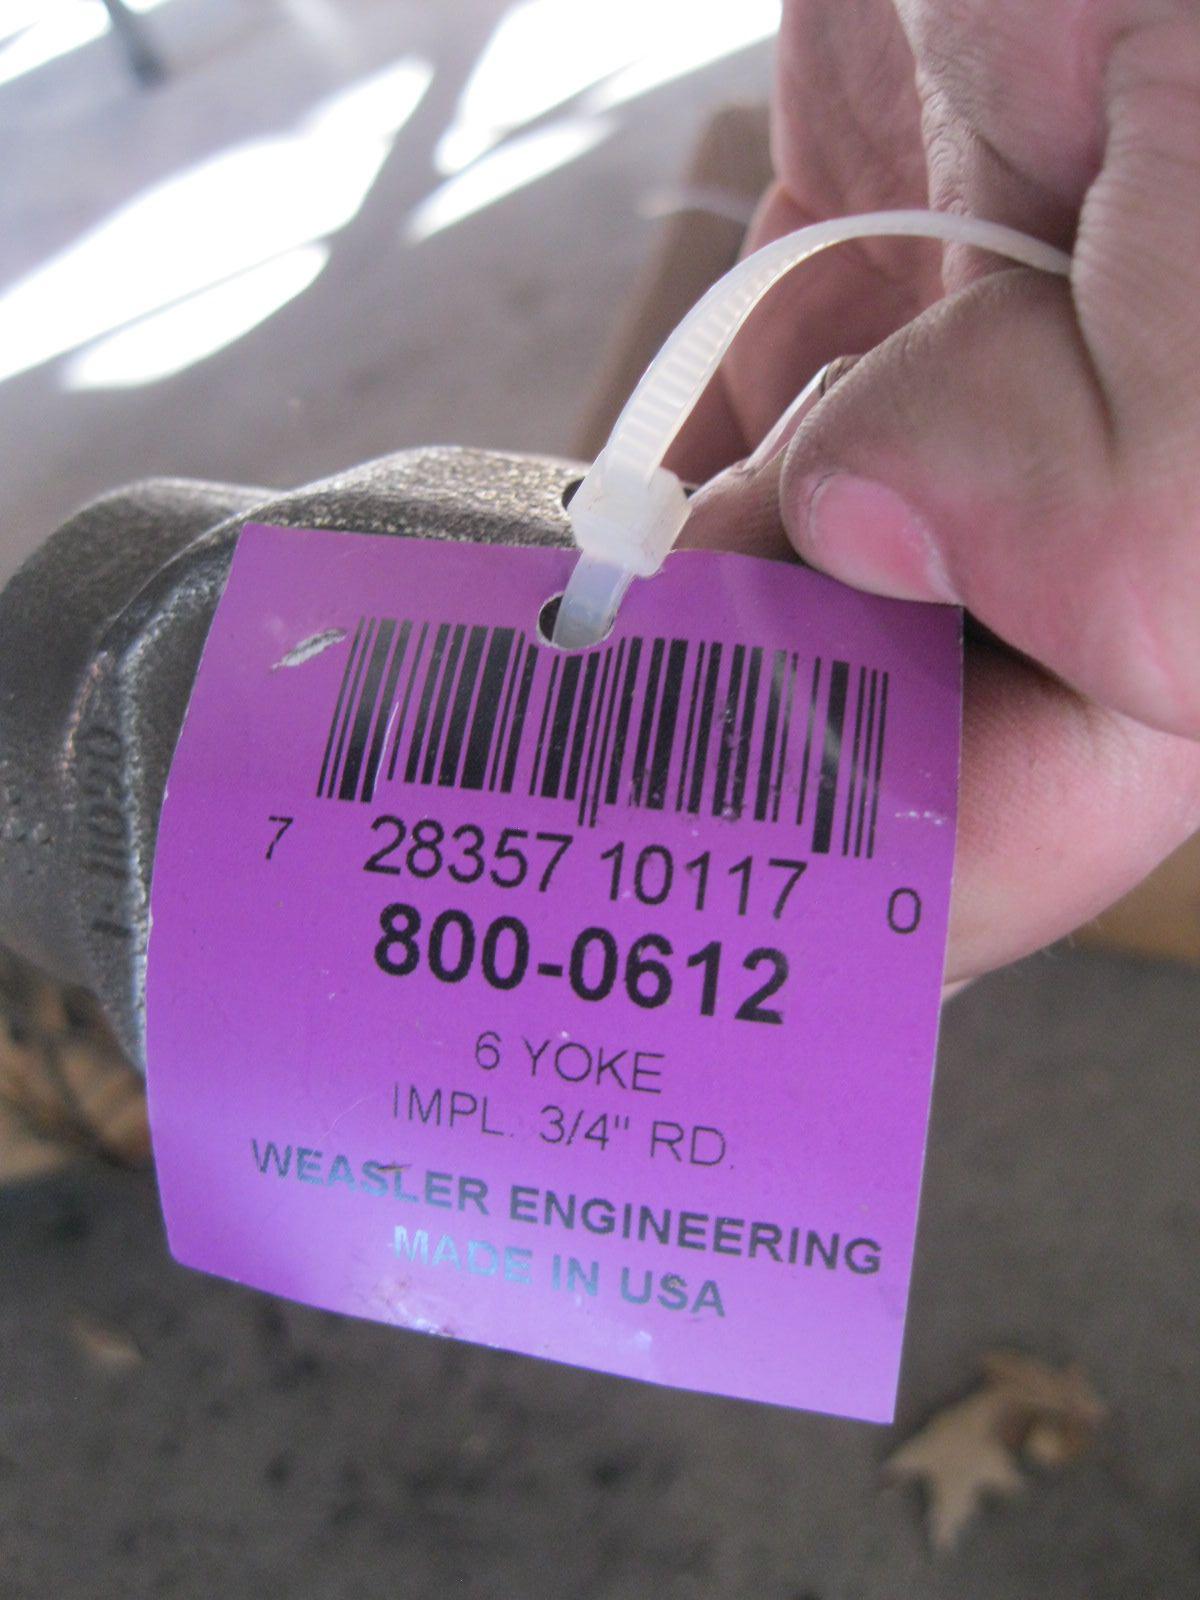 7 28357 10117 0
800-0612
6 YOKE
IMPL. 3/4" RD.
WEASLER ENGINEERING
MADE IN USA